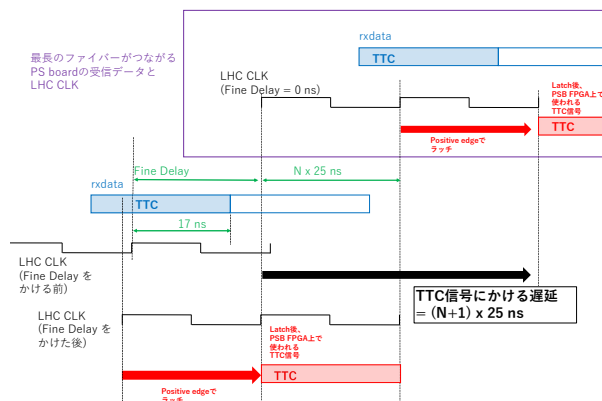 最長のファイバーがつながる
PS boardの受信データと
LHC CLK
rxdata
TTC
LHC CLK
(Fine Delay = 0 ns)
Latch後、
PSB FPGA上で
使われる
TTC信号
TTC
Positive edgeで
ラッチ
Fine Delay
N x 25 ns
rxdata
TTC
17 ns
LHC CLK
(Fine Delay を
かける前)
TTC信号にかける遅延
= (N+1) x 25 ns
LHC CLK
(Fine Delay を
かけた後)
Latch後、
PSB FPGA上で
使われる
TTC信号
TTC
Positive edgeで
ラッチ